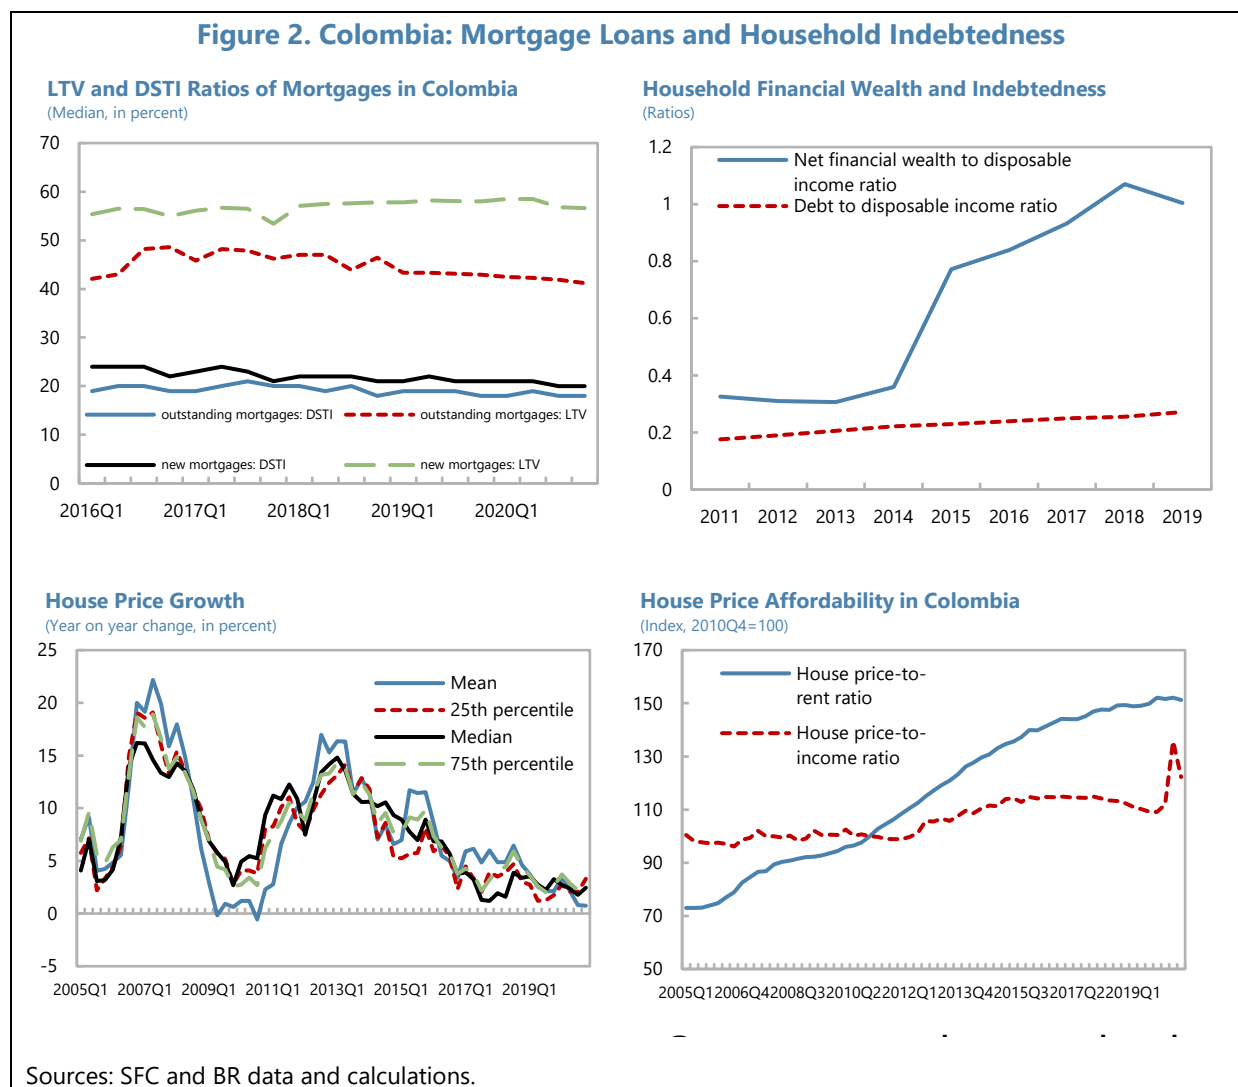 Figure 2. Colombia: Mortgage Loans and Household Indebtedness
LTV and DSTI Ratios of Mortgages in Colombia
(Median, in percent)
70
60
50
40
30
20
10
0
outstanding mortgages: DSTI
outstanding mortgages: LTV
new mortgages: DSTI
new mortgages: LTV
2016Q1 2017Q1 2018Q1 2019Q1 2020Q1
Household Financial Wealth and Indebtedness
(Ratios)
1.2
1
0.8
0.6
0.4
0.2
0
Net financial wealth to disposable
income ratio
Debt to disposable income ratio
2011 2012 2013 2014 2015 2016 2017 2018 2019
House Price Growth
(Year on year change, in percent)
25
20
15
10
5
0
-5
Mean
25th percentile
Median
75th percentile
2005Q1 2007Q1 2009Q1 2011Q1 2013Q1 2015Q1 2017Q1 2019Q1
House Price Affordability in Colombia
(Index, 2010Q4=100)
170
150
130
110
90
70
50
House price-to-
rent ratio
House price-to-
income ratio
2005Q12006Q42008Q32010Q22012Q12013Q42015Q32017Q22019Q1
Sources: SFC and BR data and calculations.